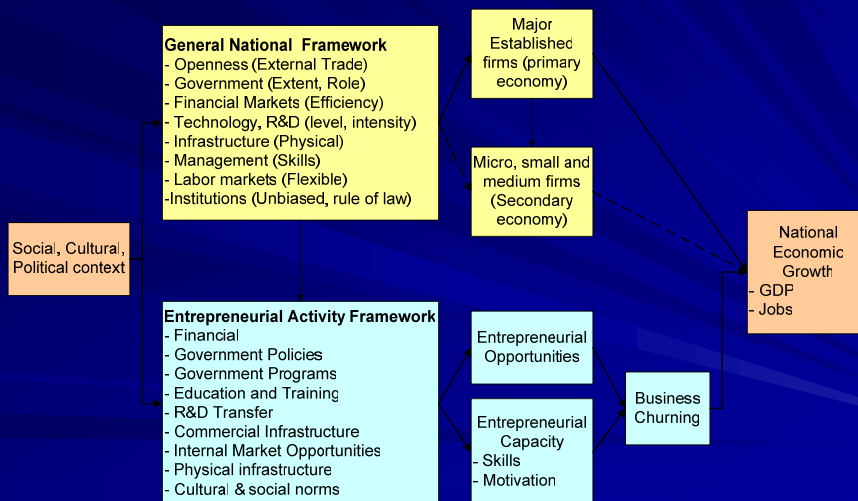 Social, Cultural,
Political context
General National  Framework
- Openness (External Trade)
- Government (Extent, Role)
- Financial Markets (Efficiency)
- Technology, R&D (level, intensity)
- Infrastructure (Physical)
- Management (Skills)
- Labor markets (Flexible)
-Institutions (Unbiased, rule of law)
Major
Established
firms (primary
economy)
Micro, small and
medium firms
(Secondary
economy)
Entrepreneurial Activity Framework
- Financial
- Government Policies
- Government Programs
- Education and Training
- R&D Transfer
- Commercial Infrastructure
- Internal Market Opportunities
- Physical infrastructure
- Cultural & social norms
Entrepreneurial
Opportunities
Entrepreneurial
Capacity
- Skills
- Motivation
Business
Churning
National
Economic
Growth
- GDP
- Jobs